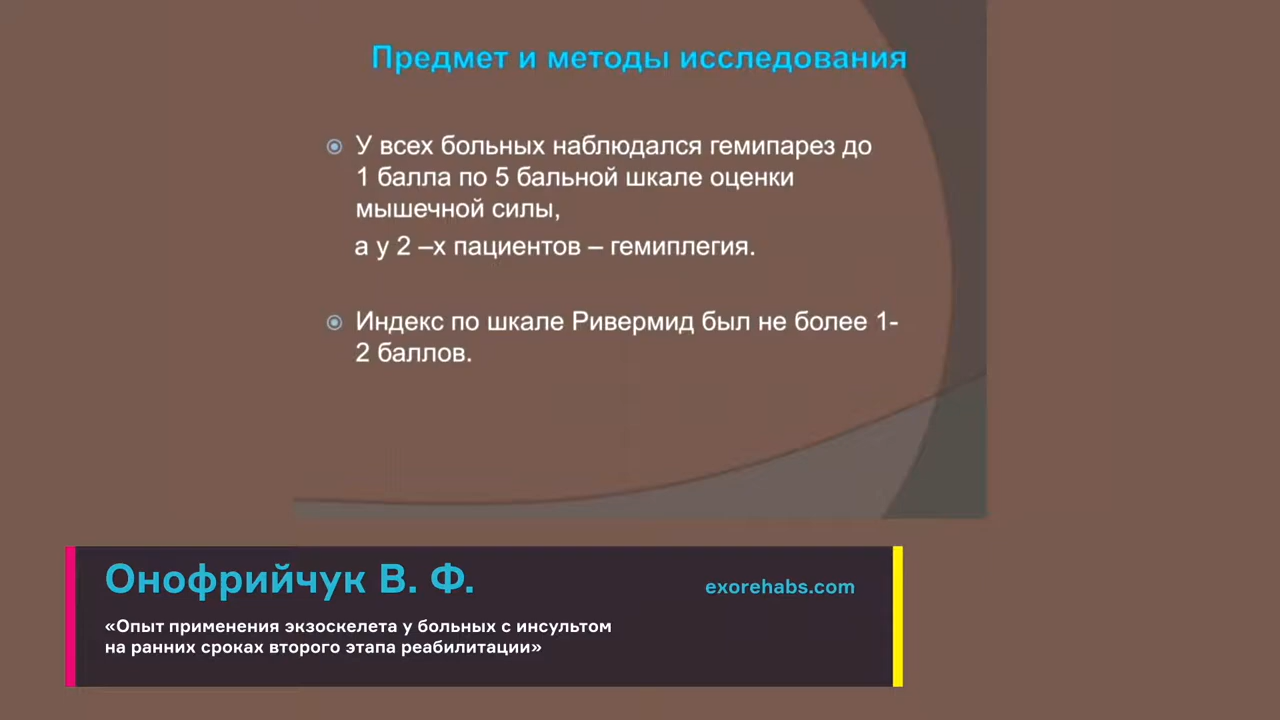 Предмет и методы исследования
У всех больных наблюдался гемипарез до
1 балла по 5 бальной шкале оценки
мышечной силы,
а у 2 –х пациентов – гемиплегия.
Индекс по шкале Ривермид был не более 1-
2 баллов.
Онофрийчук В. Ф.
exorehabs.com
«Опыт применения экзоскелета у больных с инсультом
на ранних сроках второго этапа реабилитации»